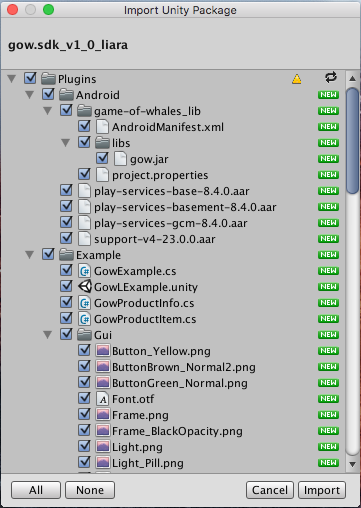 Import Unity Package
gow.sdk_v1_0_liara
Plugins
Android NEW
game-of-whales_lib NEW
AndroidManifest.xml NEW
libs NEW
gow.jar NEW
project.properties NEW
play-services-base-8.4.0.aar NEW
play-services-basement-8.4.0.aar NEW
play-services-gcm-8.4.0.aar NEW
support-v4-23.0.0.aar NEW
Example NEW
GowExample.cs NEW
GowLExample.unity NEW
GowProductInfo.cs NEW
GowProductItem.cs NEW
Gui NEW
Button_Yellow.png NEW
ButtonBrown_Normal2.png NEW
ButtonGreen_Normal.png NEW
Font.otf NEW
Frame.png NEW
Frame_BlackOpacity.png NEW
Light.png NEW
Light_Pill.png NEW
All None Cancel Import